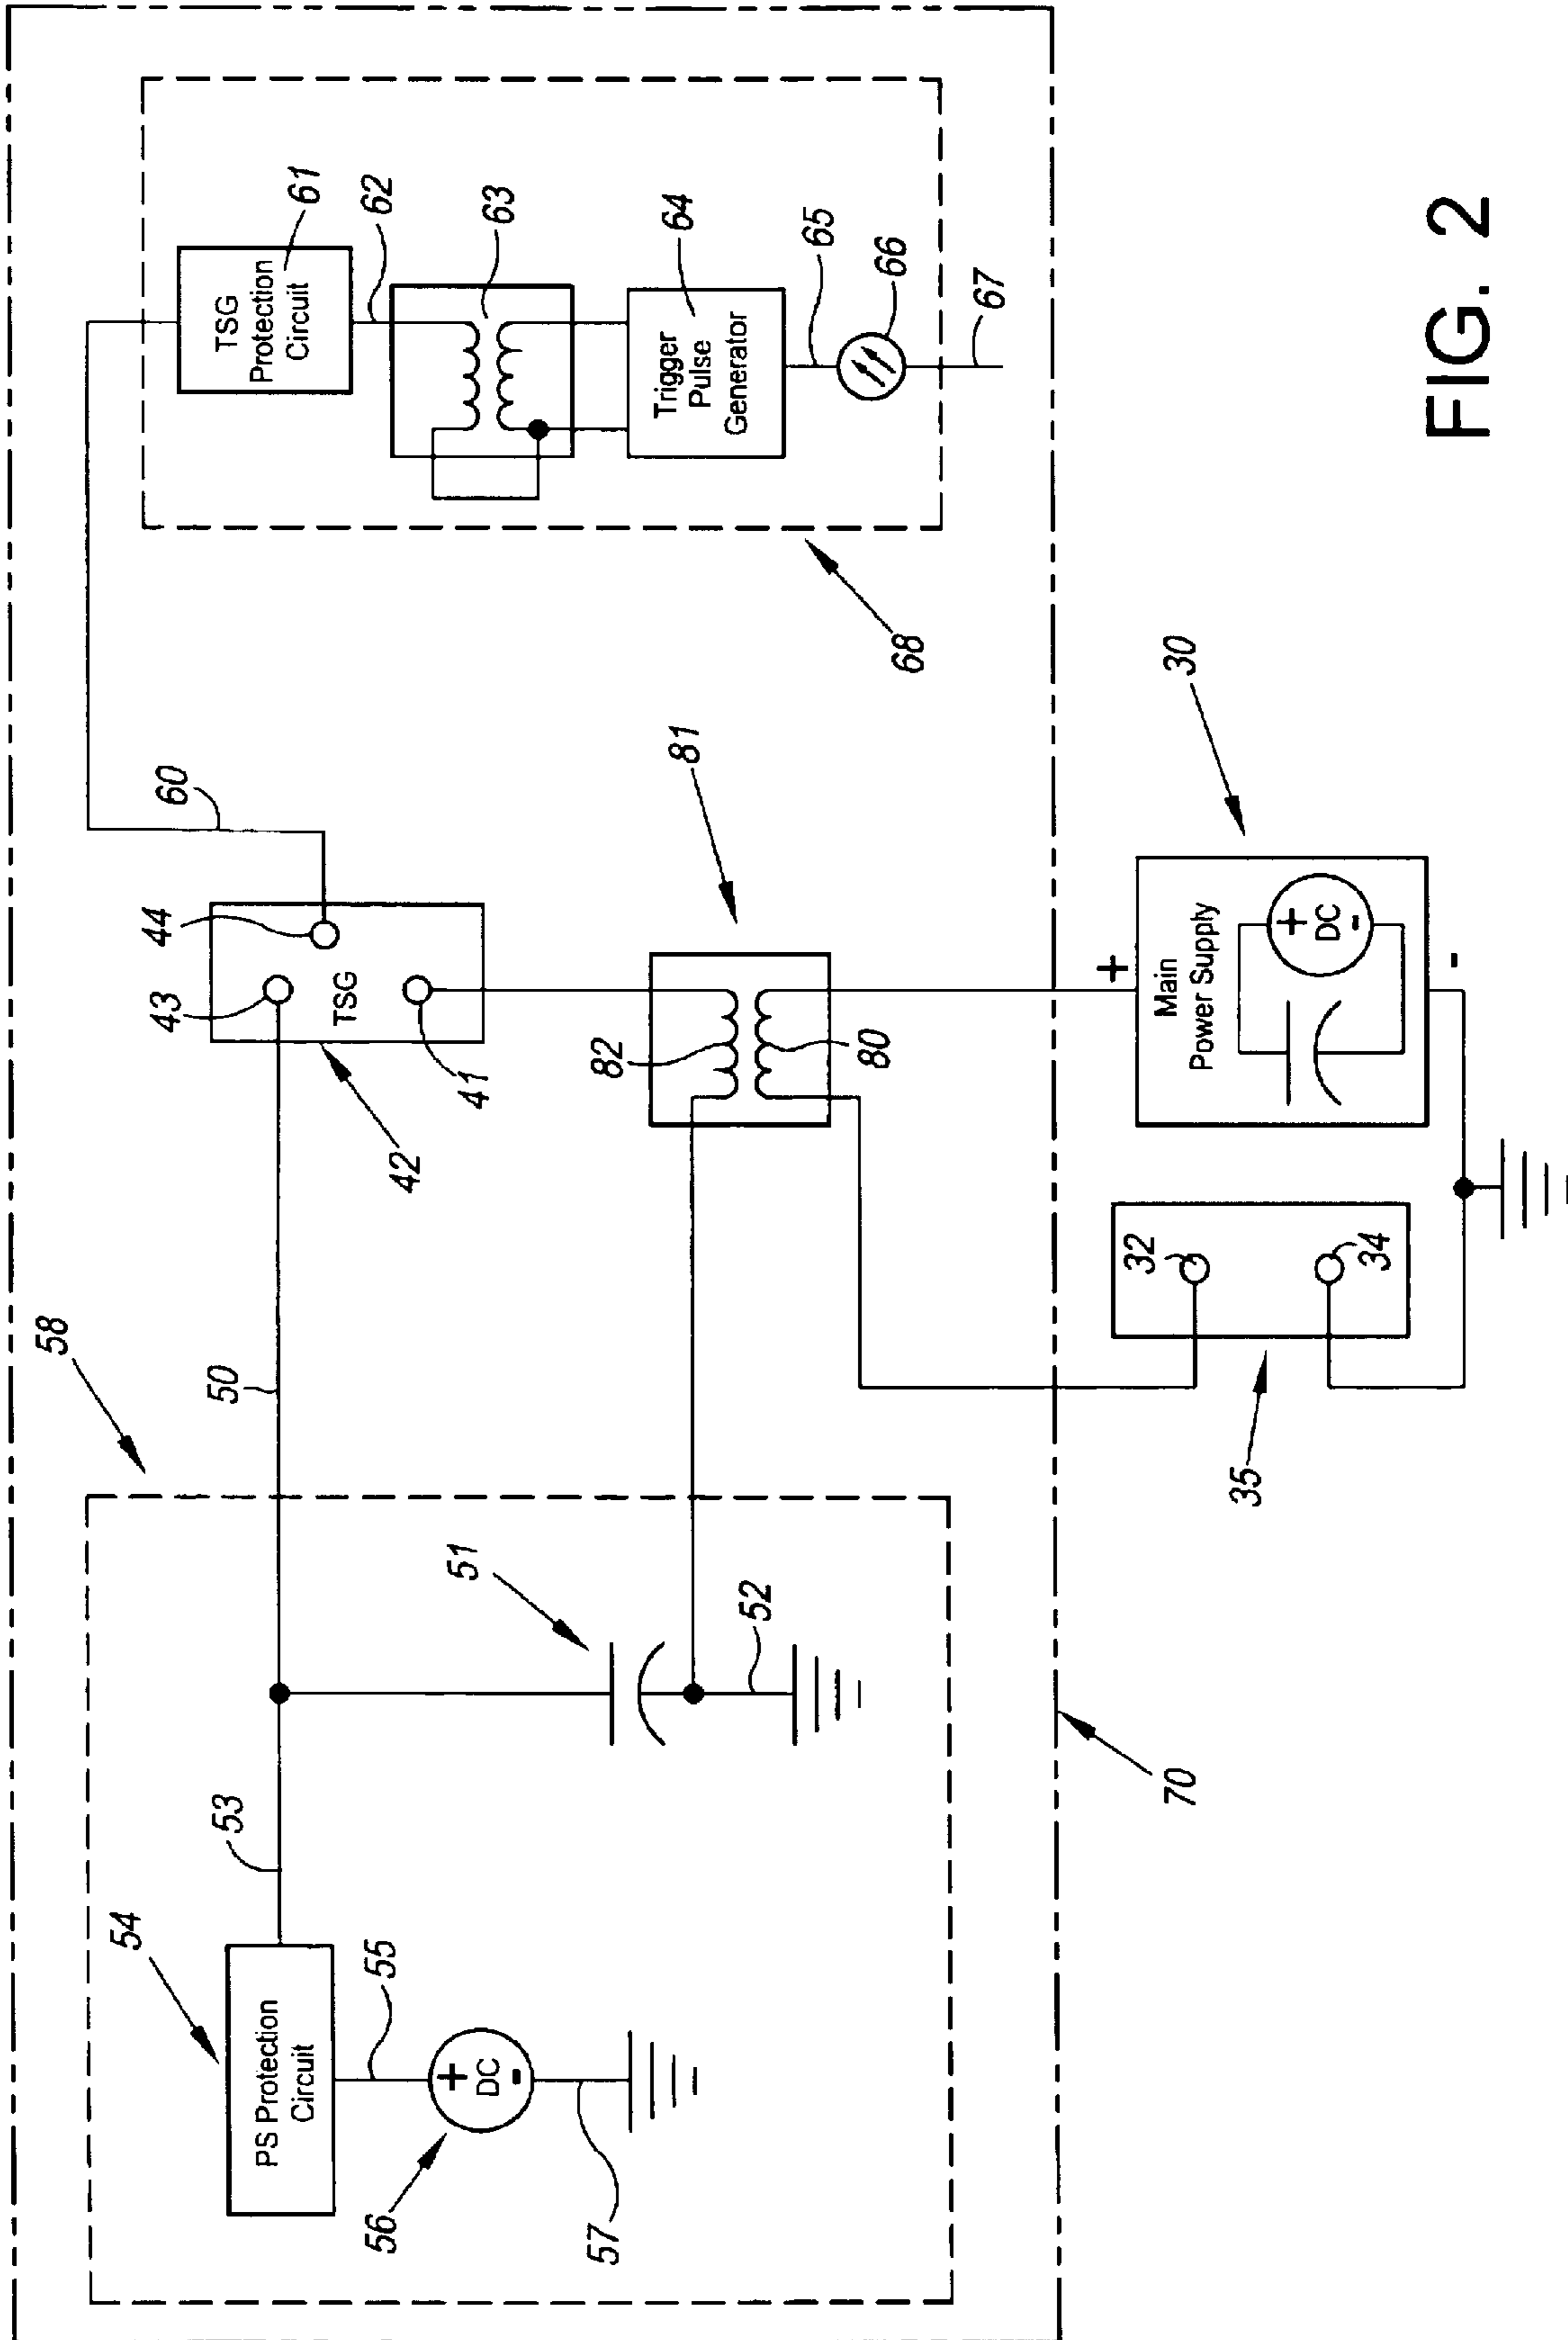 58
54
PS Protection
Circuit
53
50
55
56
+
DC
-
57
51
52
43
44
TSG
41
42
60
TSG
Protection
Circuit
61
62
63
Trigger
Pulse
Generator
64
65
66
67
68
82
80
81
70
35
32
34
+
Main
Power Supply
+
DC
-
-
30
FIG. 2